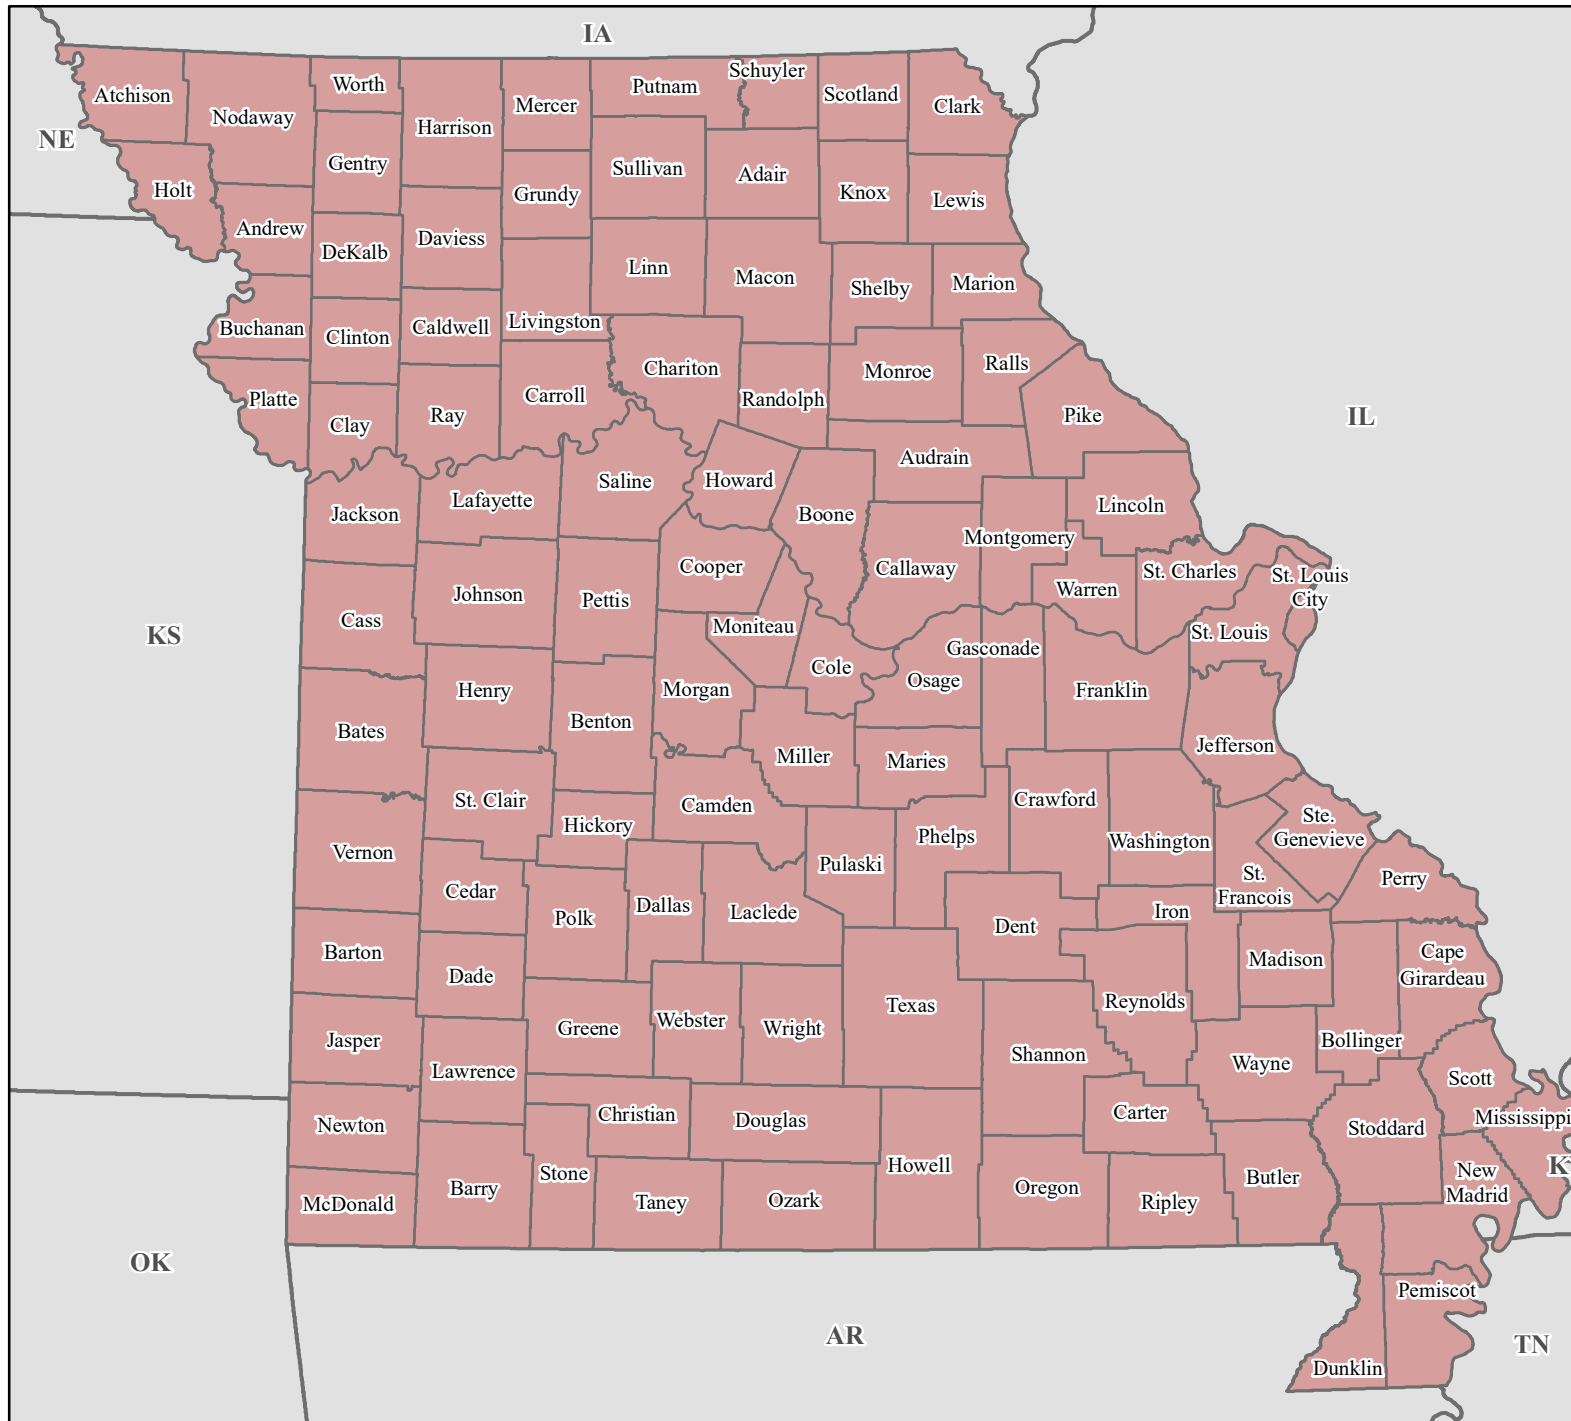 IA
Schuyler
Worth
Putnam
Atchison
Scotland
Mercer
Clark
Nodaway
Harrison
NE
Gentry
Sullivan
Adair
Holt
Grundy
Knox
Lewis
Andrew
Daviess
DeKalb
Linn
Macon
Marion
Shelby
Livingston
Buchanan
Caldwell
Clinton
Ralls
Chariton
Monroe
Carroll
Platte
Randolph
Ray
Pike
IL
Clay
Audrain
Howard
Saline
Lafayette
Lincoln
Jackson
Boone
Montgomery
Cooper
Callaway
St. Charles
St. Louis
City
Warren
Johnson
Pettis
Cass
Moniteau
KS
St. Louis
Gasconade
Cole
Osage
Henry
Morgan
Franklin
Benton
Bates
Jefferson
Miller
Maries
St. Clair
Crawford
Camden
Ste.
Genevieve
Hickory
Phelps
Washington
Vernon
Pulaski
St.
Francois
Perry
Cedar
Dallas
Laclede
Iron
Polk
Dent
Barton
Cape
Girardeau
Madison
Dade
Reynolds
Texas
Webster
Greene
Wright
Jasper
Bollinger
Shannon
Wayne
Lawrence
Scott
Carter
Christian
Mississippi
Douglas
Newton
Stoddard
Howell
K
Stone
New
Madrid
Butler
Barry
Oregon
Taney
Ozark
Ripley
McDonald
OK
Pemiscot
AR
TN
Dunklin